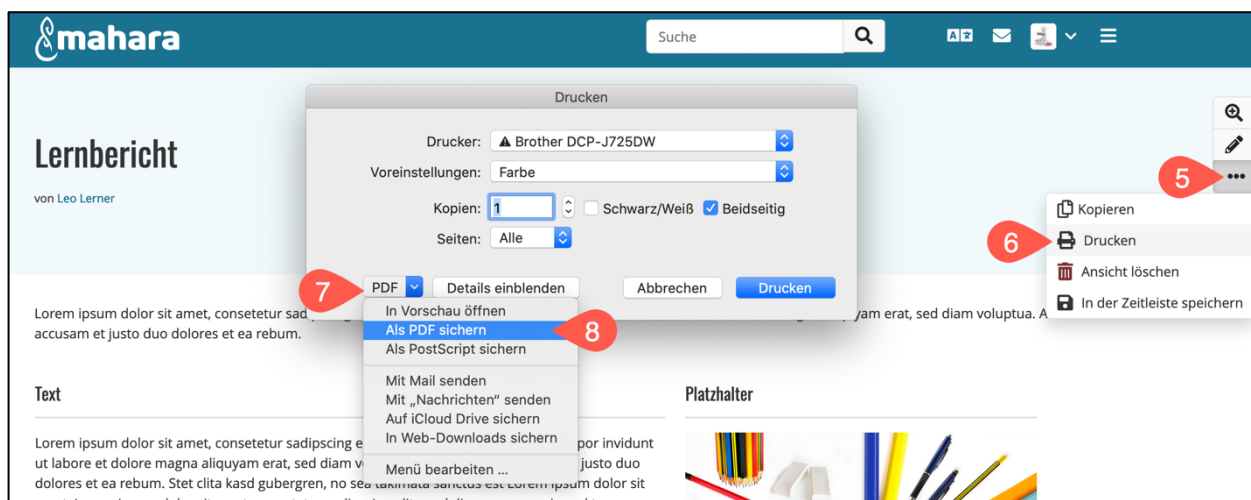 mahara
Suche
Drucken
Drucker: Brother DCP-J725DW
Voreinstellungen: Farbe
Kopien: 1 Schwarz/Weiß Beidseitig
Seiten: Alle
PDF Details einblenden Abbrechen Drucken
In Vorschau öffnen
Als PDF sichern
Als PostScript sichern
Mit Mail senden
Mit „Nachrichten“ senden
Auf iCloud Drive sichern
In Web-Downloads sichern
Menü bearbeiten ...
5
6
7
8
Kopieren
Drucken
Ansicht löschen
In der Zeitleiste speichern
Lernbericht
von Leo Lerner
Lorem ipsum dolor sit amet, consetetur erat, sed diam voluptua.
accusam et justo duo dolores et ea rebum.
Text
Platzhalter
Lorem ipsum dolor sit amet, consetetur sadipscing invidunt
ut labore et dolore magna aliquyam erat, sed diam justo duo
dolores et ea rebum. Stet clita kasd gubergren, no sea takimata sanctus est Lorem ipsum dolor sit